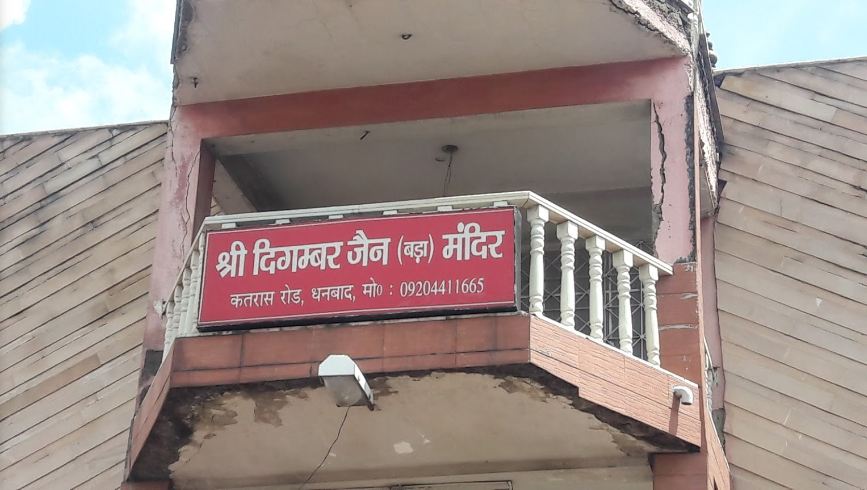 श्री दिगम्बर जैन (बड़ा) मंदिर
कतरास रोड, धनबाद, मो० : 09204411665